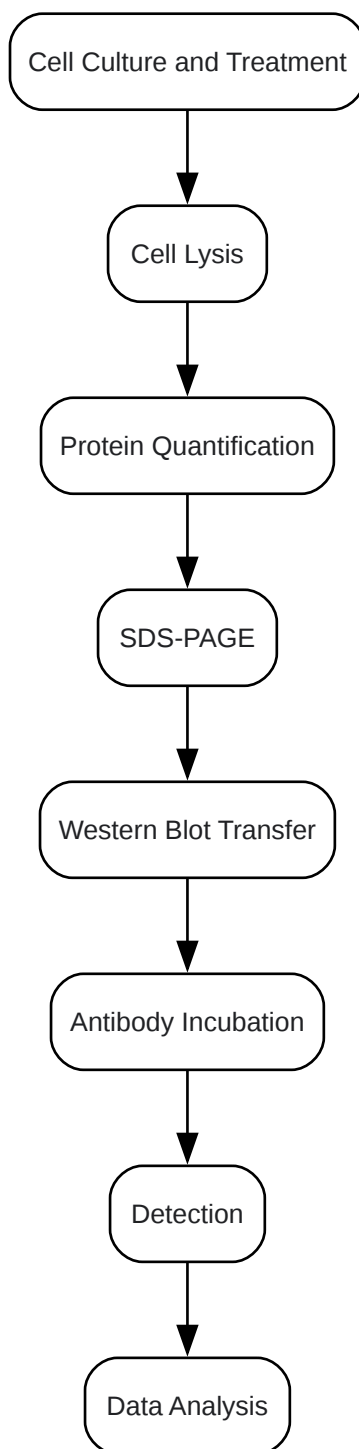 Cell Culture and Treatment
Cell Lysis
Protein Quantification
SDS-PAGE
Western Blot Transfer
Antibody Incubation
Detection
Data Analysis